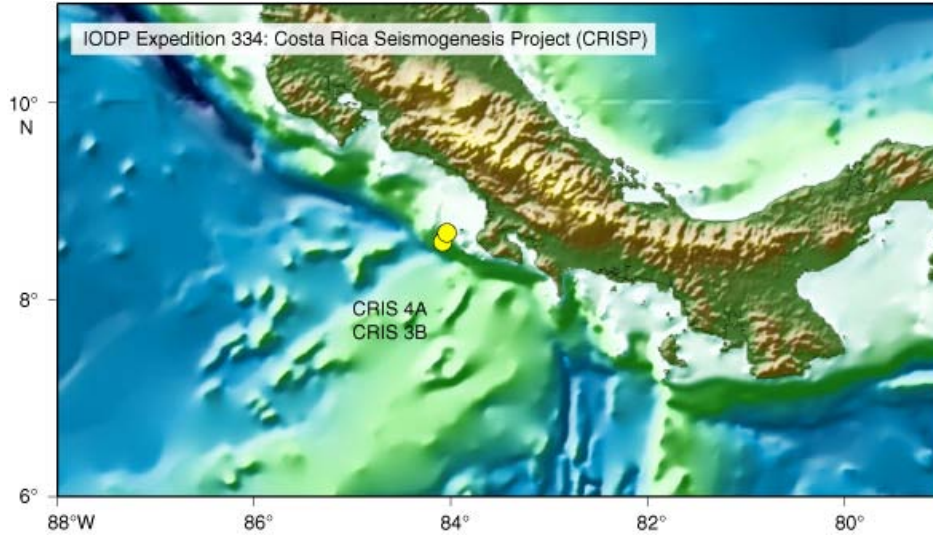 IODP Expedition 334: Costa Rica Seismogenesis Project (CRISP)
10°
N
8°
CRIS 4A
CRIS 3B
6°
88°W
86°
84°
82°
80°